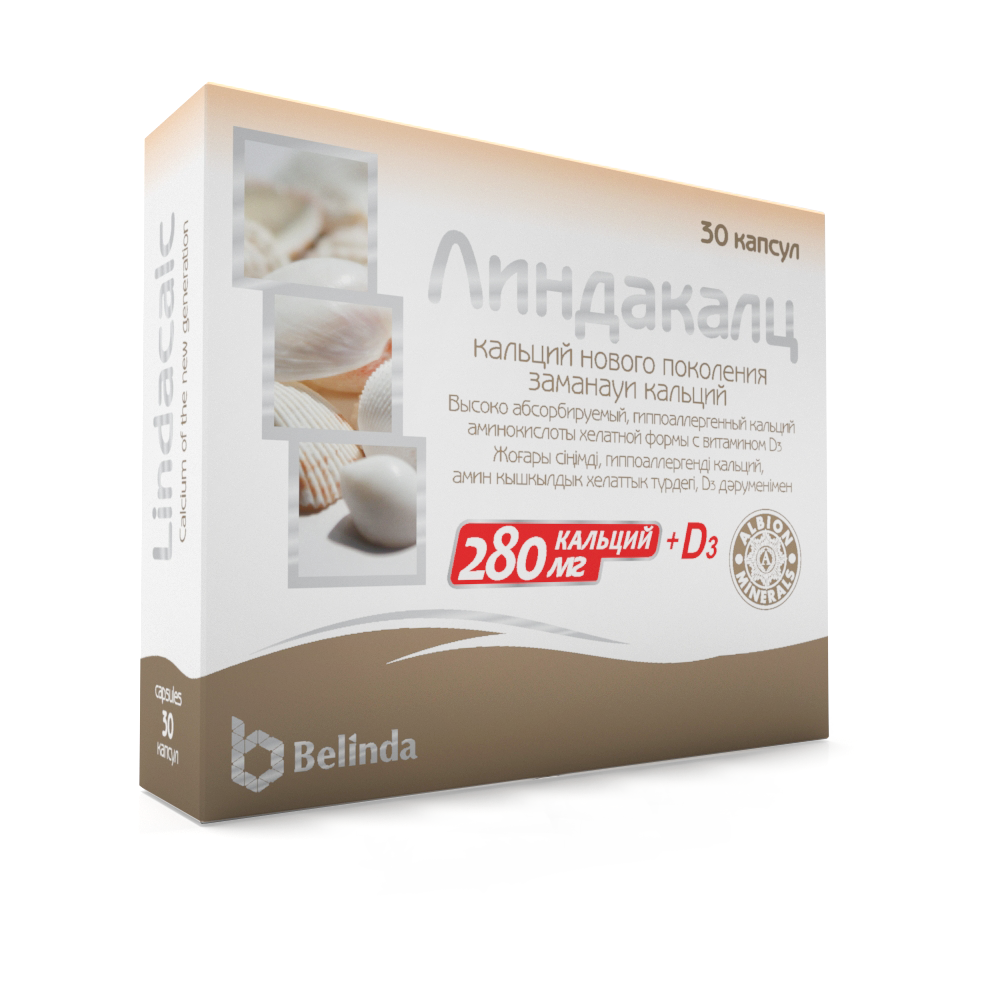 Lindacalc
Calcium of the new generation
capsules
30
капсул
30 капсул
Линдакалц
кальций нового поколения
заманауи кальций
Высоко абсорбируемый, гиппоаллергенный кальций
аминокислоты хелатной формы с витамином D₃
Жоғары сіңімді, гиппоаллергенді кальций,
амин кышкылдык хелаттык түрдегі, D₃ дәруменімен
280 мг КАЛЬЦИЙ + D₃
ALBION
A
MINERALS
Belinda